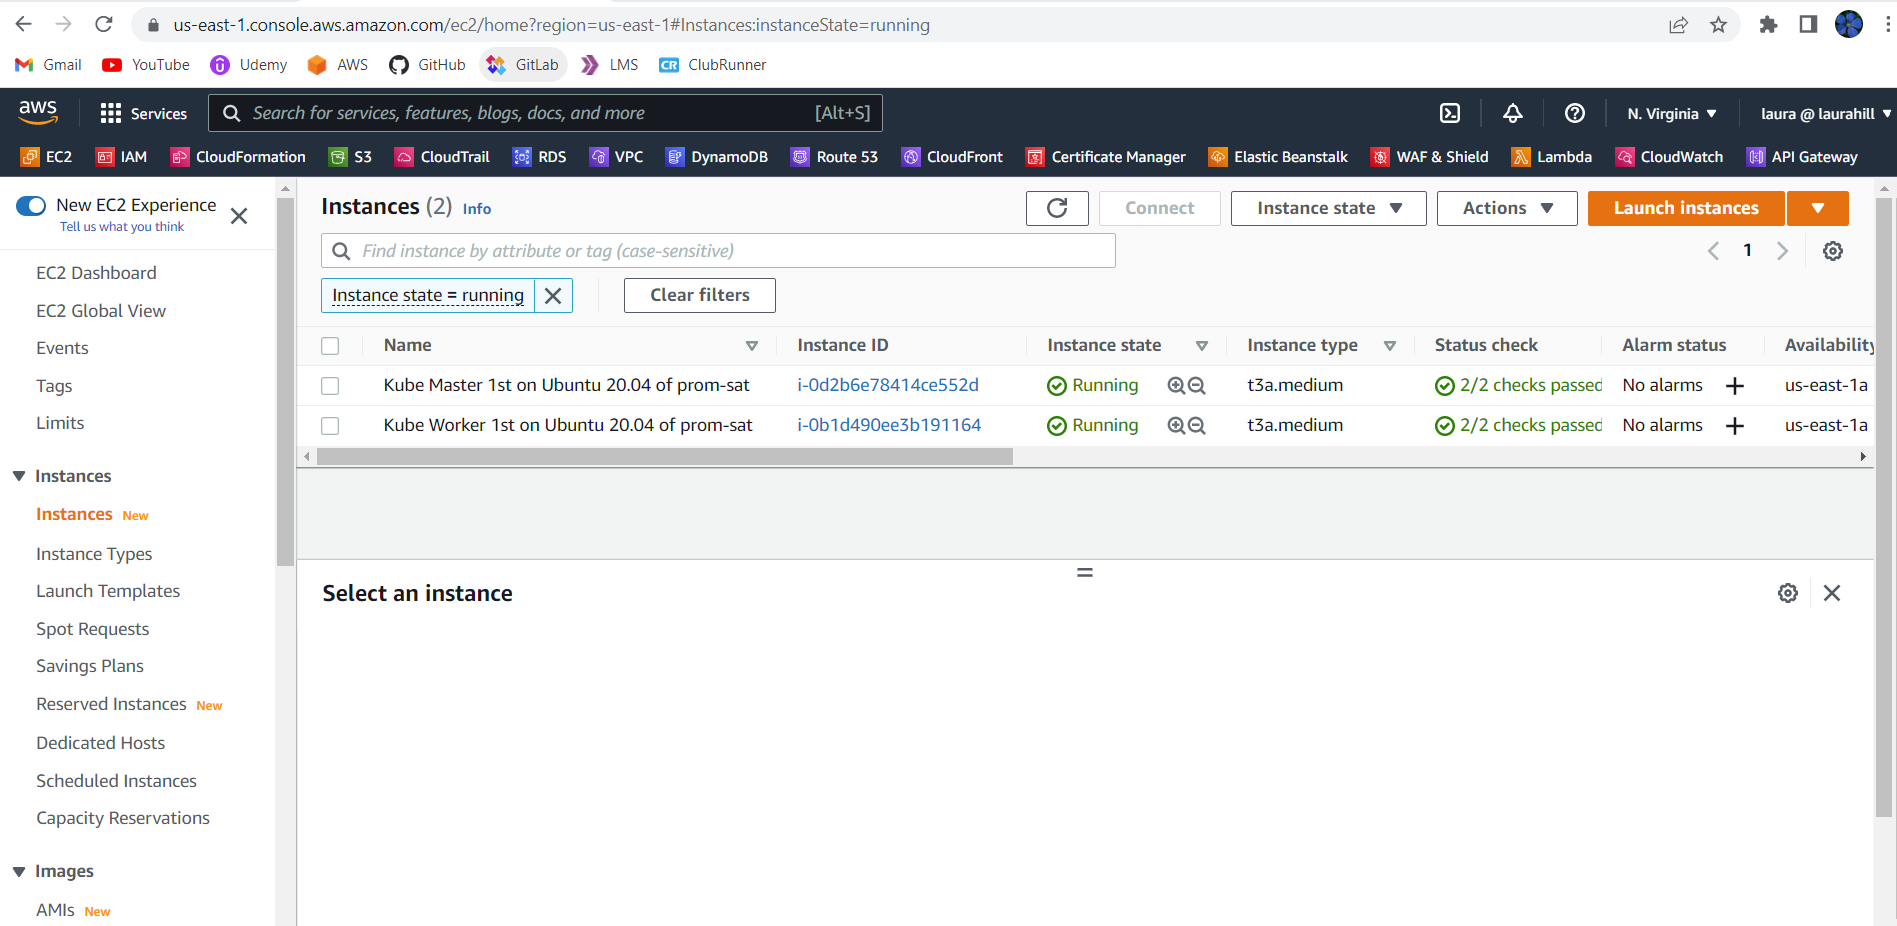 us-east-1.console.aws.amazon.com/ec2/home?region=us-east-1#Instances:instanceState=running
Gmail YouTube Udemy AWS GitHub GitLab LMS CR ClubRunner
aws Services Search for services, features, blogs, docs, and more [Alt+S] N. Virginia laura @ laurahill
EC2 IAM CloudFormation S3 CloudTrail RDS VPC DynamoDB Route 53 CloudFront Certificate Manager Elastic Beanstalk WAF & Shield Lambda CloudWatch API Gateway
New EC2 Experience
Tell us what you think
EC2 Dashboard
EC2 Global View
Events
Tags
Limits
Instances
Instances New
Instance Types
Launch Templates
Spot Requests
Savings Plans
Reserved Instances New
Dedicated Hosts
Scheduled Instances
Capacity Reservations
Images
AMIs New
Instances (2) Info Connect Instance state Actions Launch instances
Find instance by attribute or tag (case-sensitive) 1
Instance state = running Clear filters
Name Instance ID Instance state Instance type Status check Alarm status Availability
Kube Master 1st on Ubuntu 20.04 of prom-sat i-0d2b6e78414ce552d Running t3a.medium 2/2 checks passed No alarms us-east-1a
Kube Worker 1st on Ubuntu 20.04 of prom-sat i-0b1d490ee3b191164 Running t3a.medium 2/2 checks passed No alarms us-east-1a
Select an instance